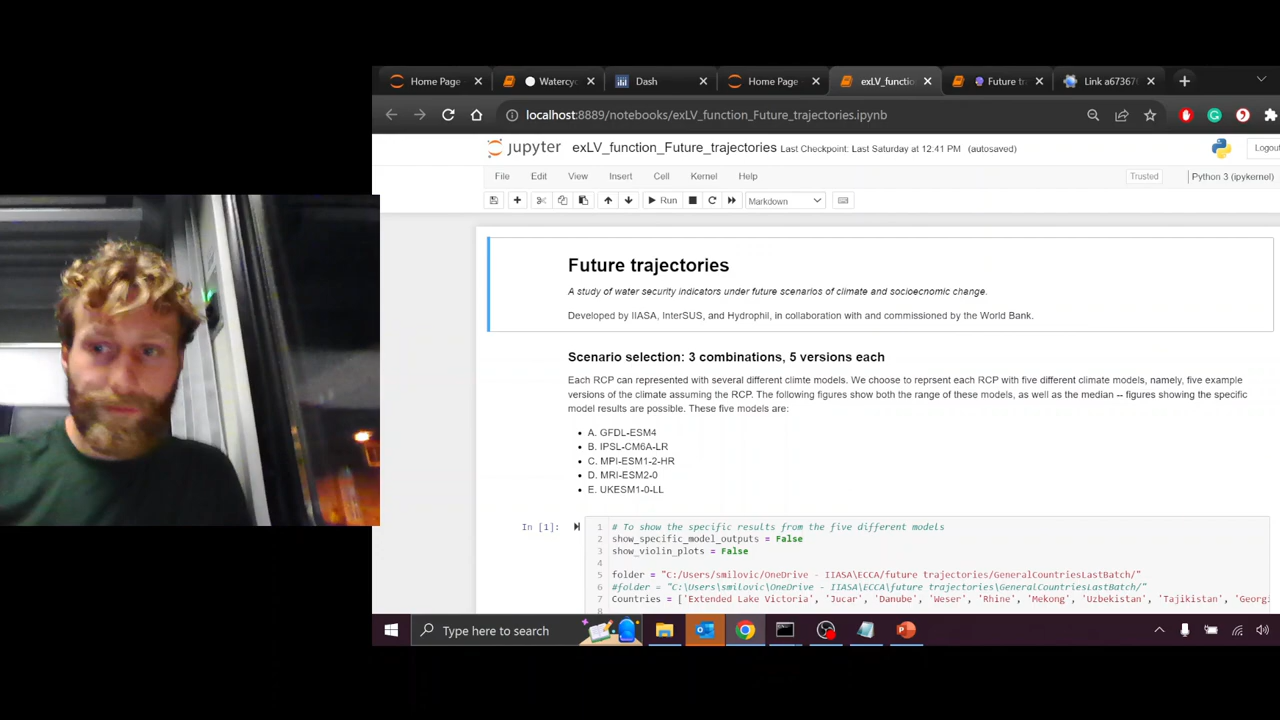 Home Page
Watercyc
Dash
Home Page
exLV_functio
Future tr
Link a67367
localhost:8889/notebooks/exLV_function_Future_trajectories.ipynb
jupyter exLV_function_Future_trajectories Last Checkpoint: Last Saturday at 12:41 PM (autosaved)
Logout
File Edit View Insert Cell Kernel Help
Trusted
Python 3 (ipykernel)
Run
Markdown
Future trajectories
A study of water security indicators under future scenarios of climate and socioecnomic change.
Developed by IIASA, InterSUS, and Hydrophil, in collaboration with and commissioned by the World Bank.
Scenario selection: 3 combinations, 5 versions each
Each RCP can represented with several different climte models. We choose to reprsent each RCP with five different climate models, namely, five example
versions of the climate assuming the RCP. The following figures show both the range of these models, as well as the median -- figures showing the specific
model results are possible. These five models are:
• A. GFDL-ESM4
• B. IPSL-CM6A-LR
• C. MPI-ESM1-2-HR
• D. MRI-ESM2-0
• E. UKESM1-0-LL
In [1]:
1 # To show the specific results from the five different models
2 show_specific_model_outputs = False
3 show_violin_plots = False
4
5 folder = "C:/Users/smilovic/OneDrive - IIASA\ECCA/future trajectories/GeneralCountriesLastBatch/"
6 #folder = "C:\Users\smilovic\OneDrive - IIASA\ECCA\future trajectories\GeneralCountriesLastBatch/"
7 Countries = ['Extended Lake Victoria', 'Jucar', 'Danube', 'Weser', 'Rhine', 'Mekong', 'Uzbekistan', 'Tajikistan', 'Georgi
8
Type here to search